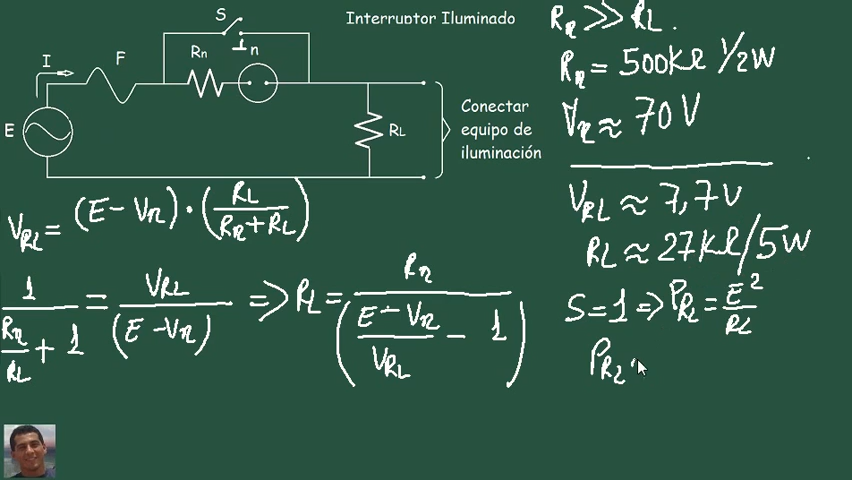 Interruptor Iluminado
S
n
Rn
I
F
E
RL
Conectar
equipo de
iluminación
Rn >> RL.
Rn = 500KΩ 1/2W
Vn ≈ 70V
VRL ≈ 7,7V
RL ≈ 27KΩ/5W
S=1 => PRL = E²/RL
PRL
VRL = (E - Vn) · (RL/(Rn+RL))
1/(Rn/RL + 1) = VRL/(E - Vn) => RL = Rn/((E - Vn)/VRL - 1)